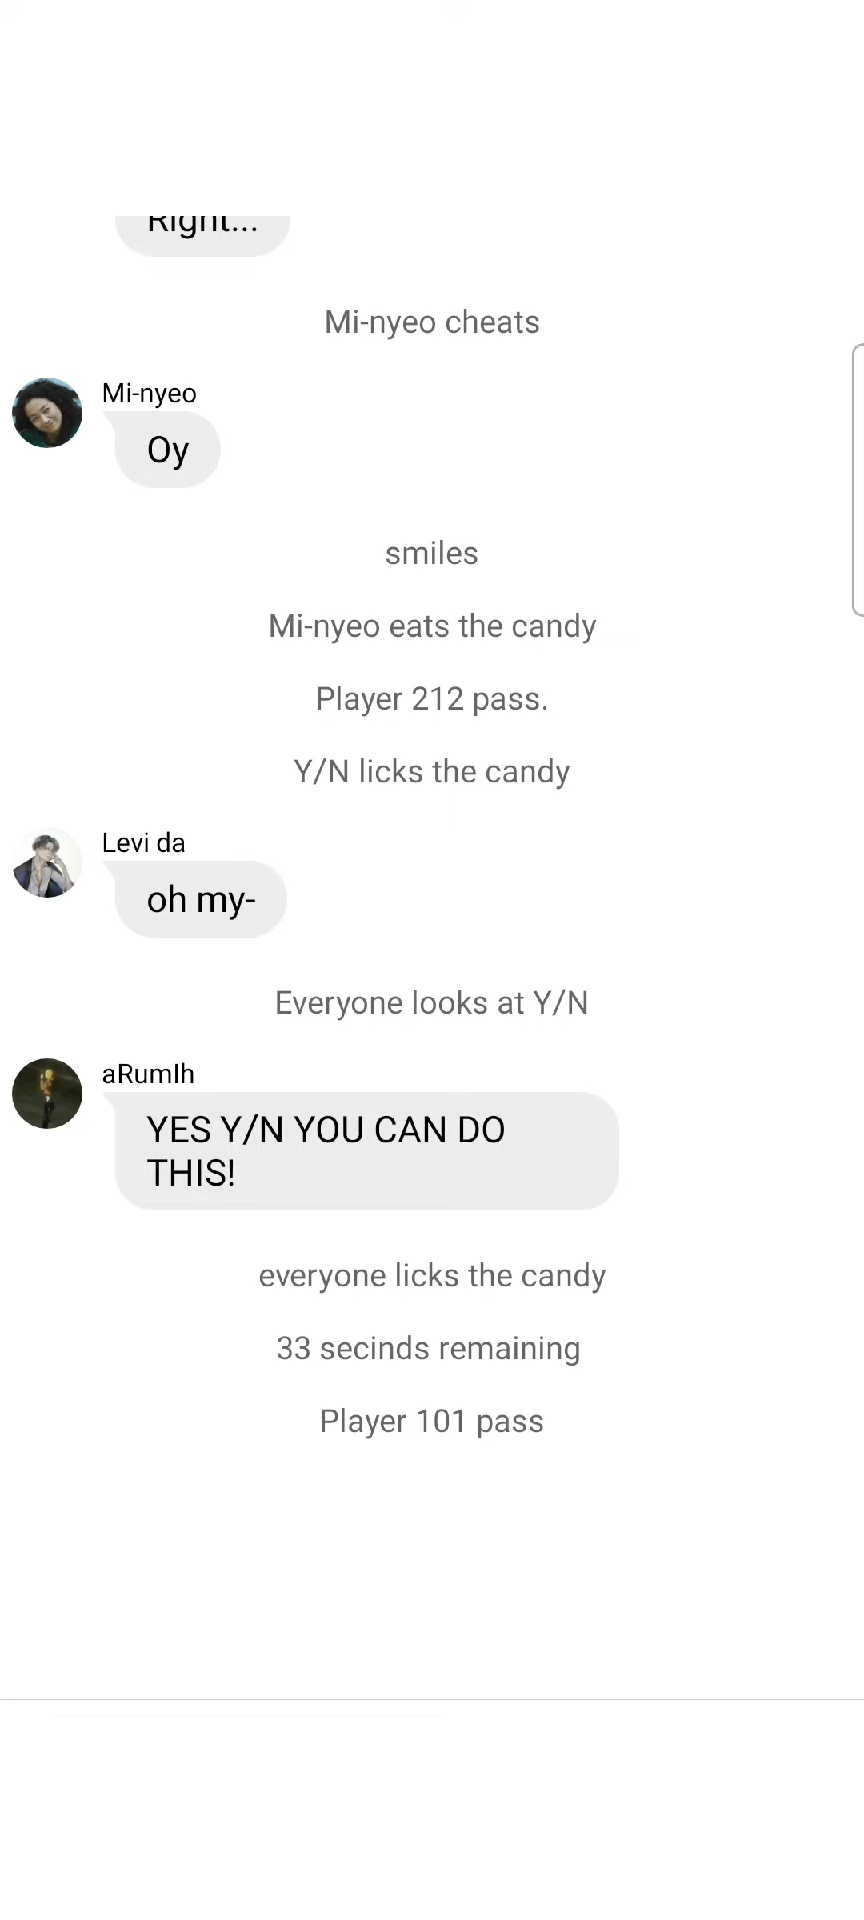 Right...
Mi-nyeo cheats
Mi-nyeo
Oy
smiles
Mi-nyeo eats the candy
Player 212 pass.
Y/N licks the candy
Levi da
oh my-
Everyone looks at Y/N
aRumIh
YES Y/N YOU CAN DO
THIS!
everyone licks the candy
33 secinds remaining
Player 101 pass